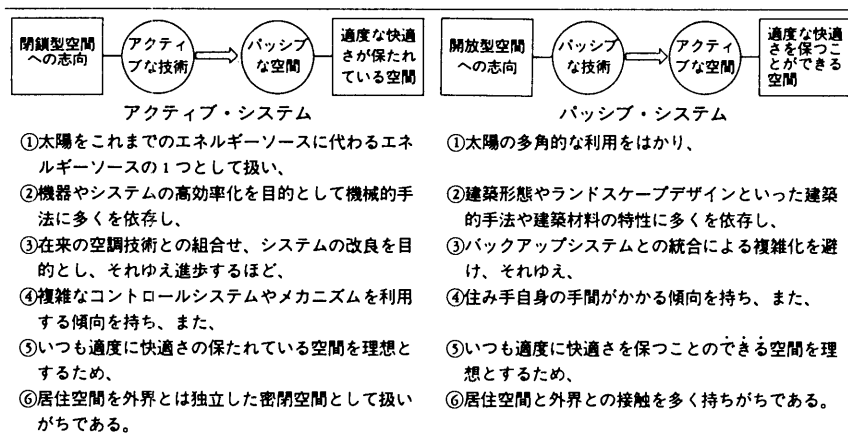 閉鎖型空間
への志向
アクティ
ブな技術
パッシブ
な空間
適度な快適
さが保たれ
ている空間
アクティブ・システム
①太陽をこれまでのエネルギーソースに代わるエネ
ルギーソースの1つとして扱い、
②機器やシステムの高効率化を目的として機械的手
法に多くを依存し、
③在来の空調技術との組合せ、システムの改良を目
的とし、それゆえ進歩するほど、
④複雑なコントロールシステムやメカニズムを利用
する傾向を持ち、また、
⑤いつも適度に快適さの保たれている空間を理想と
するため、
⑥居住空間を外界とは独立した密閉空間として扱い
がちである。
開放型空間
への志向
パッシブ
な技術
アクティ
ブな空間
適度な快適
さを保つこ
とができる
空間
パッシブ・システム
①太陽の多角的な利用をはかり、
②建築形態やランドスケープデザインといった建築
的手法や建築材料の特性に多くを依存し、
③バックアップシステムとの統合による複雑化を避
け、それゆえ、
④住み手自身の手間がかかる傾向を持ち、また、
⑤いつも適度に快適さを保つことのできる空間を理
想とするため、
⑥居住空間と外界との接触を多く持ちがちである。